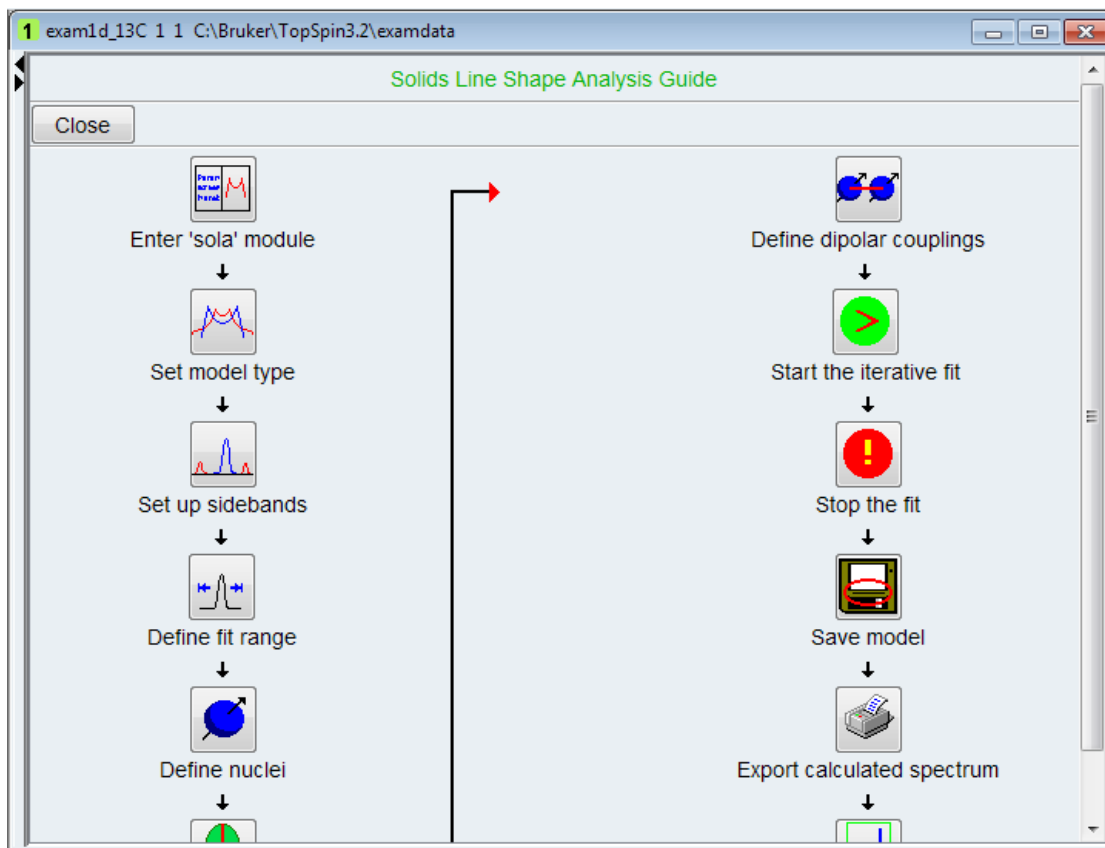 1 exam1d_13C 1 1 C:\Bruker\TopSpin3.2\examdata
Solids Line Shape Analysis Guide
Close
Enter 'sola' module
Set model type
Set up sidebands
Define fit range
Define nuclei
Define dipolar couplings
Start the iterative fit
Stop the fit
Save model
Export calculated spectrum